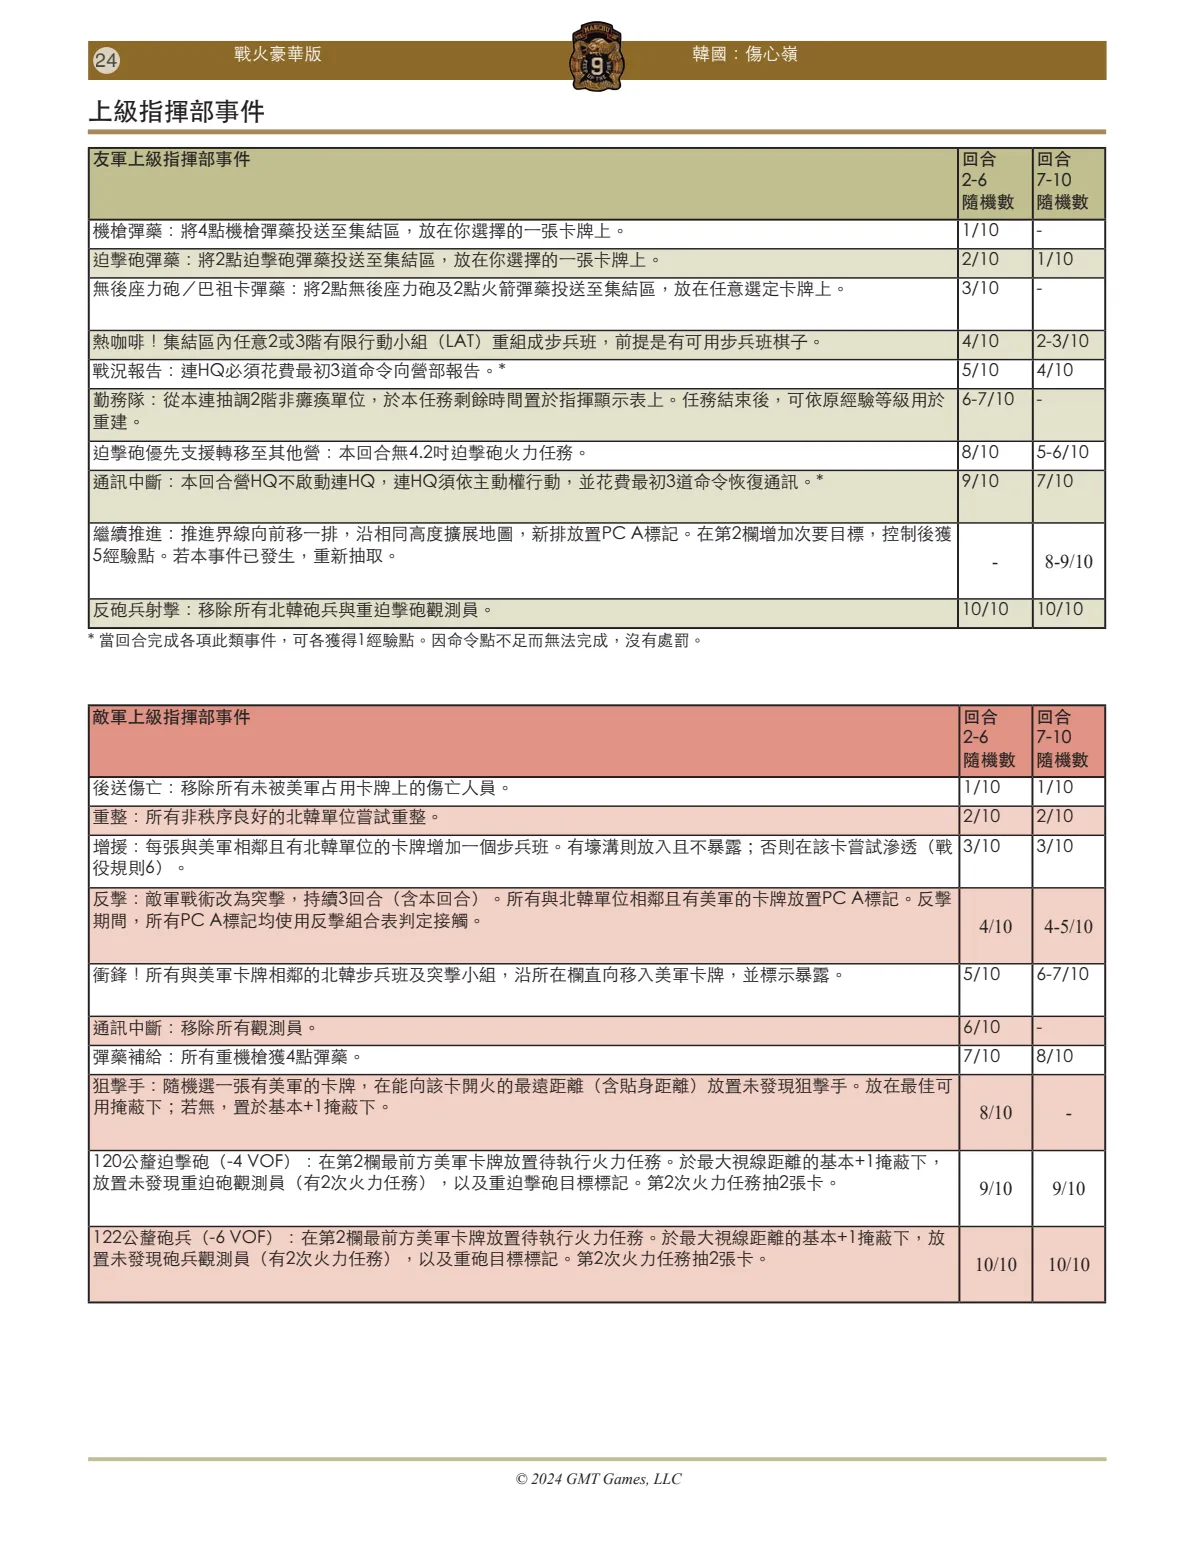 24
戰火豪華版
MANCHU
9
韓國：傷心嶺
上級指揮部事件
友軍上級指揮部事件
回合
2-6
隨機數
回合
7-10
隨機數
機槍彈藥：將4點機槍彈藥投送至集結區，放在你選擇的一張卡牌上。 1/10 -
迫擊砲彈藥：將2點迫擊砲彈藥投送至集結區，放在你選擇的一張卡牌上。 2/10 1/10
無後座力砲／巴祖卡彈藥：將2點無後座力砲及2點火箭彈藥投送至集結區，放在任意選定卡牌上。 3/10 -
熱咖啡！集結區內任意2或3階有限行動小組（LAT）重組成步兵班，前提是有可用步兵班棋子。 4/10 2-3/10
戰況報告：連HQ必須花費最初3道命令向營部報告。* 5/10 4/10
勤務隊：從本連抽調2階非癱瘓單位，於本任務剩餘時間置於指揮顯示表上。任務結束後，可依原經驗等級用於 6-7/10 -
重建。
迫擊砲優先支援轉移至其他營：本回合無4.2吋迫擊砲火力任務。 8/10 5-6/10
通訊中斷：本回合營HQ不啟動連HQ，連HQ須依主動權行動，並花費最初3道命令恢復通訊。* 9/10 7/10
繼續推進：推進界線向前移一排，沿相同高度擴展地圖，新排放置PC A標記。在第2欄增加次要目標，控制後獲
5經驗點。若本事件已發生，重新抽取。 - 8-9/10
反砲兵射擊：移除所有北韓砲兵與重迫擊砲觀測員。 10/10 10/10
* 當回合完成各項此類事件，可各獲得1經驗點。因命令點不足而無法完成，沒有處罰。
敵軍上級指揮部事件
回合
2-6
隨機數
回合
7-10
隨機數
後送傷亡：移除所有未被美軍占用卡牌上的傷亡人員。 1/10 1/10
重整：所有非秩序良好的北韓單位嘗試重整。 2/10 2/10
增援：每張與美軍相鄰且有北韓單位的卡牌增加一個步兵班。有壕溝則放入且不暴露；否則在該卡嘗試滲透（戰 3/10 3/10
役規則6）。
反擊：敵軍戰術改為突擊，持續3回合（含本回合）。所有與北韓單位相鄰且有美軍的卡牌放置PC A標記。反擊
期間，所有PC A標記均使用反擊組合表判定接觸。 4/10 4-5/10
衝鋒！所有與美軍卡牌相鄰的北韓步兵班及突擊小組，沿所在欄直向移入美軍卡牌，並標示暴露。 5/10 6-7/10
通訊中斷：移除所有觀測員。 6/10 -
彈藥補給：所有重機槍獲4點彈藥。 7/10 8/10
狙擊手：隨機選一張有美軍的卡牌，在能向該卡開火的最遠距離（含貼身距離）放置未發現狙擊手。放在最佳可
用掩蔽下；若無，置於基本+1掩蔽下。 8/10 -
120公釐迫擊砲（-4 VOF）：在第2欄最前方美軍卡牌放置待執行火力任務。於最大視線距離的基本+1掩蔽下，
放置未發現重迫砲觀測員（有2次火力任務），以及重迫擊砲目標標記。第2次火力任務抽2張卡。 9/10 9/10
122公釐砲兵（-6 VOF）：在第2欄最前方美軍卡牌放置待執行火力任務。於最大視線距離的基本+1掩蔽下，放
置未發現砲兵觀測員（有2次火力任務），以及重砲目標標記。第2次火力任務抽2張卡。 10/10 10/10
© 2024 GMT Games, LLC